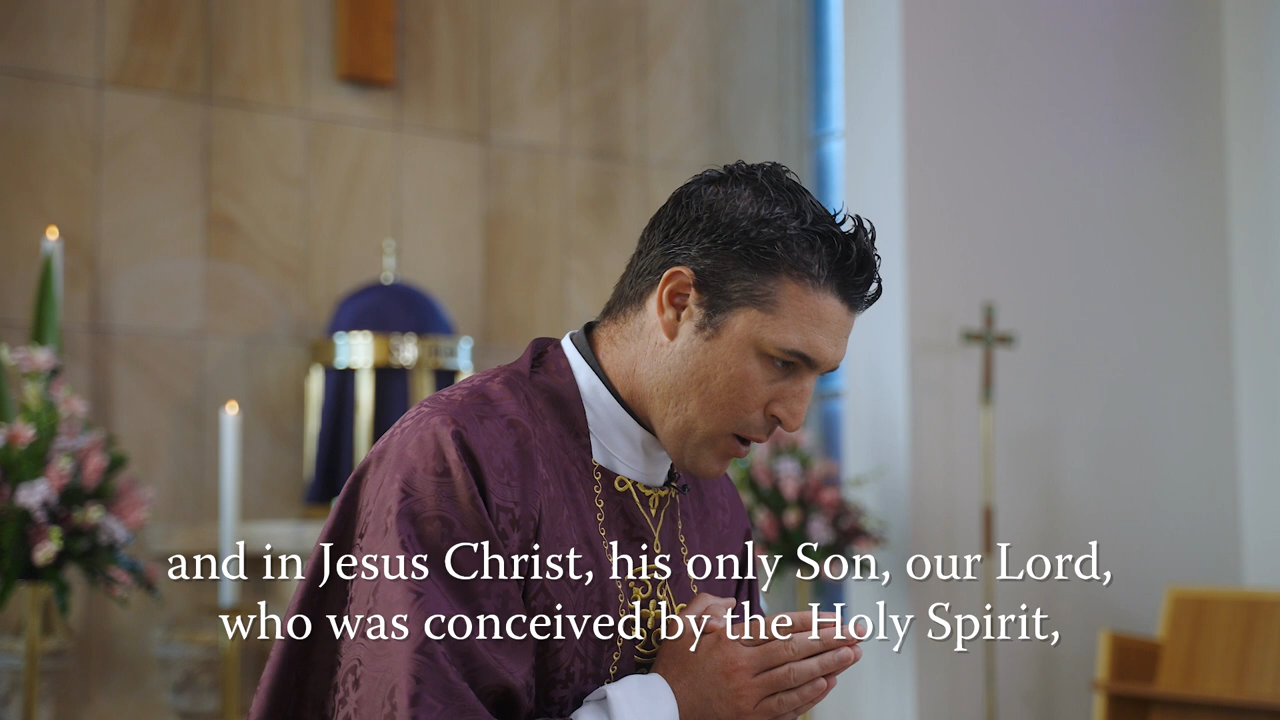 and in Jesus Christ, his only Son, our Lord,
who was conceived by the Holy Spirit,